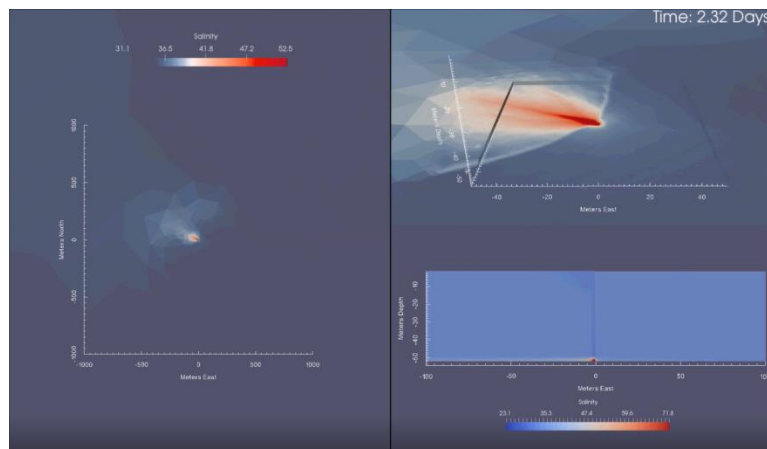 Salinity
31.1 36.5 41.8 47.2 52.5
1000
500
0
-500
-1000
Meters North
-1000 -500 0 500 1000
Meters East
Time: 2.32 Days
Meters Depth
-40
-50
-40 -20 0 20 40
Meters East
Meters Depth
-10
-20
-30
-40
-50
-100 -50 0 50 100
Meters East
Salinity
23.1 35.3 47.4 59.6 71.8